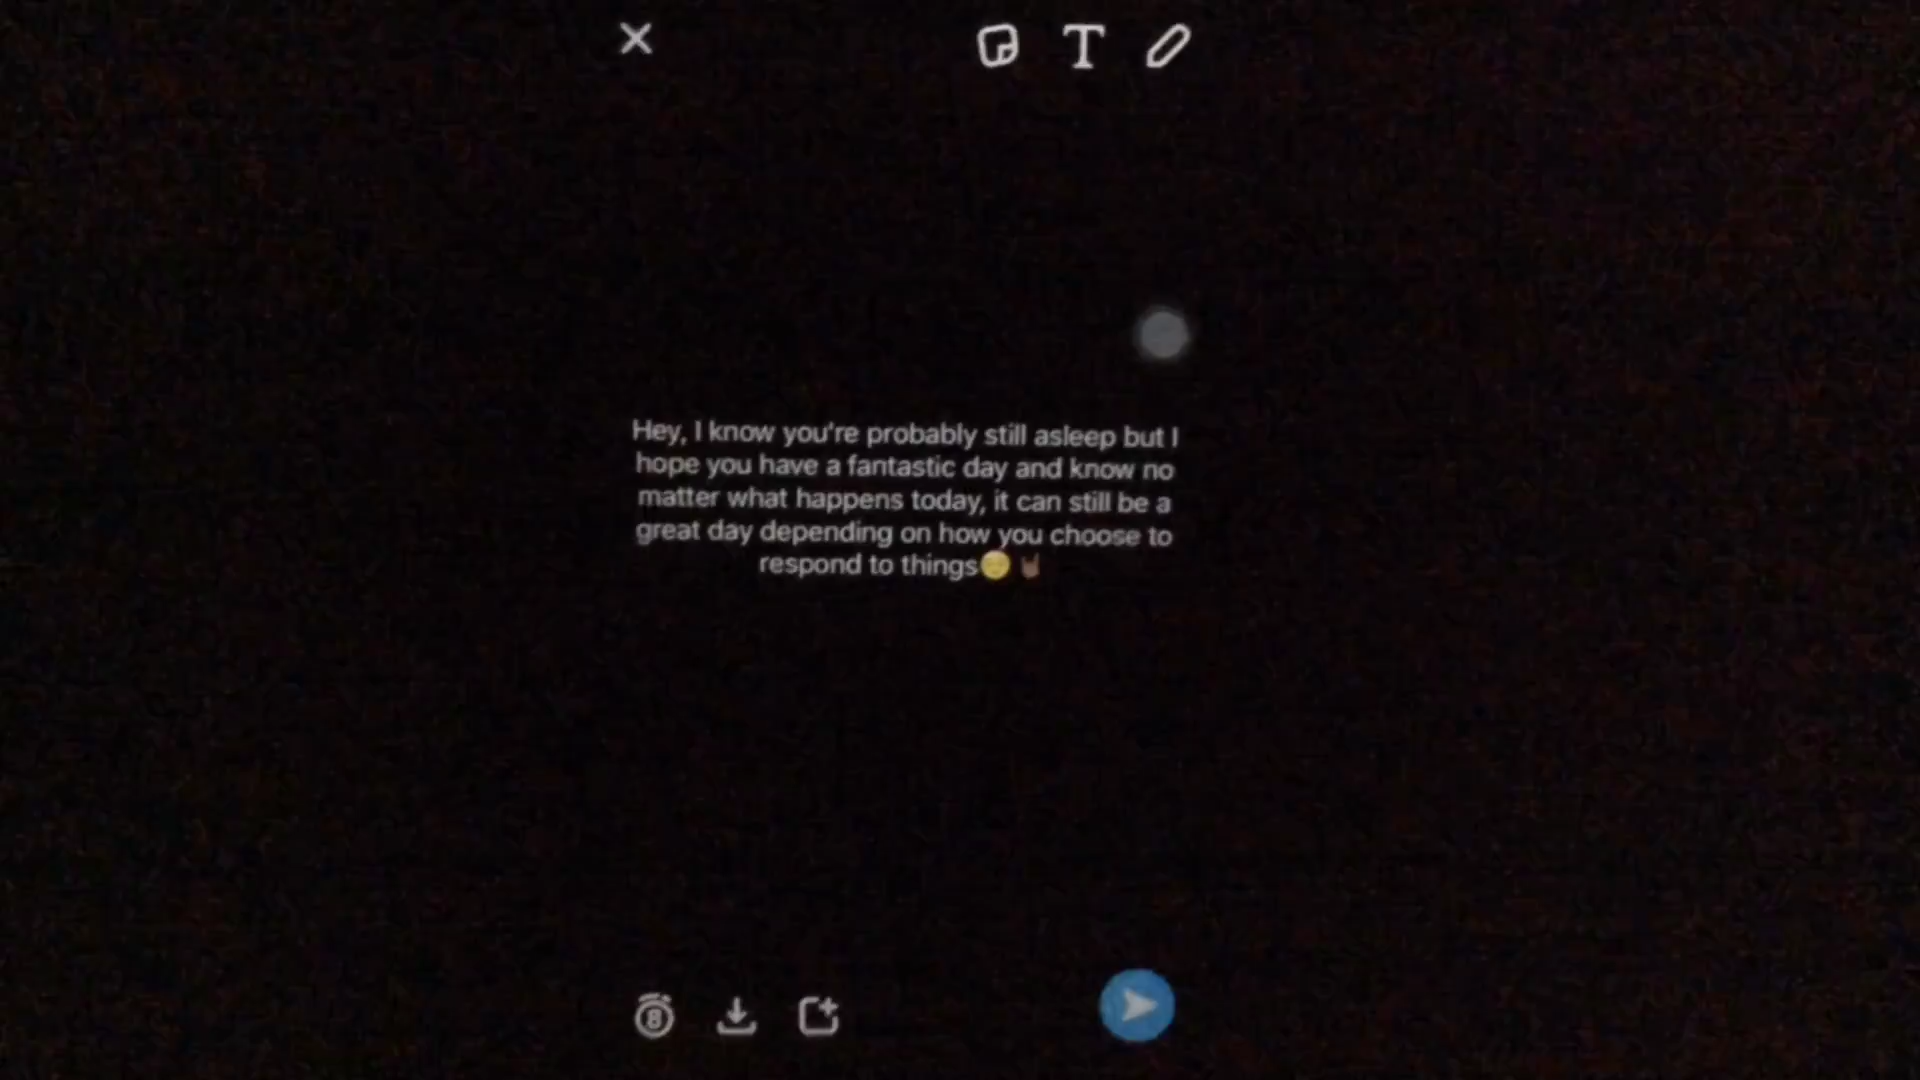 T
Hey, I know you're probably still asleep but I
hope you have a fantastic day and know no
matter what happens today, it can still be a
great day depending on how you choose to
respond to things😌🤘🏾
8